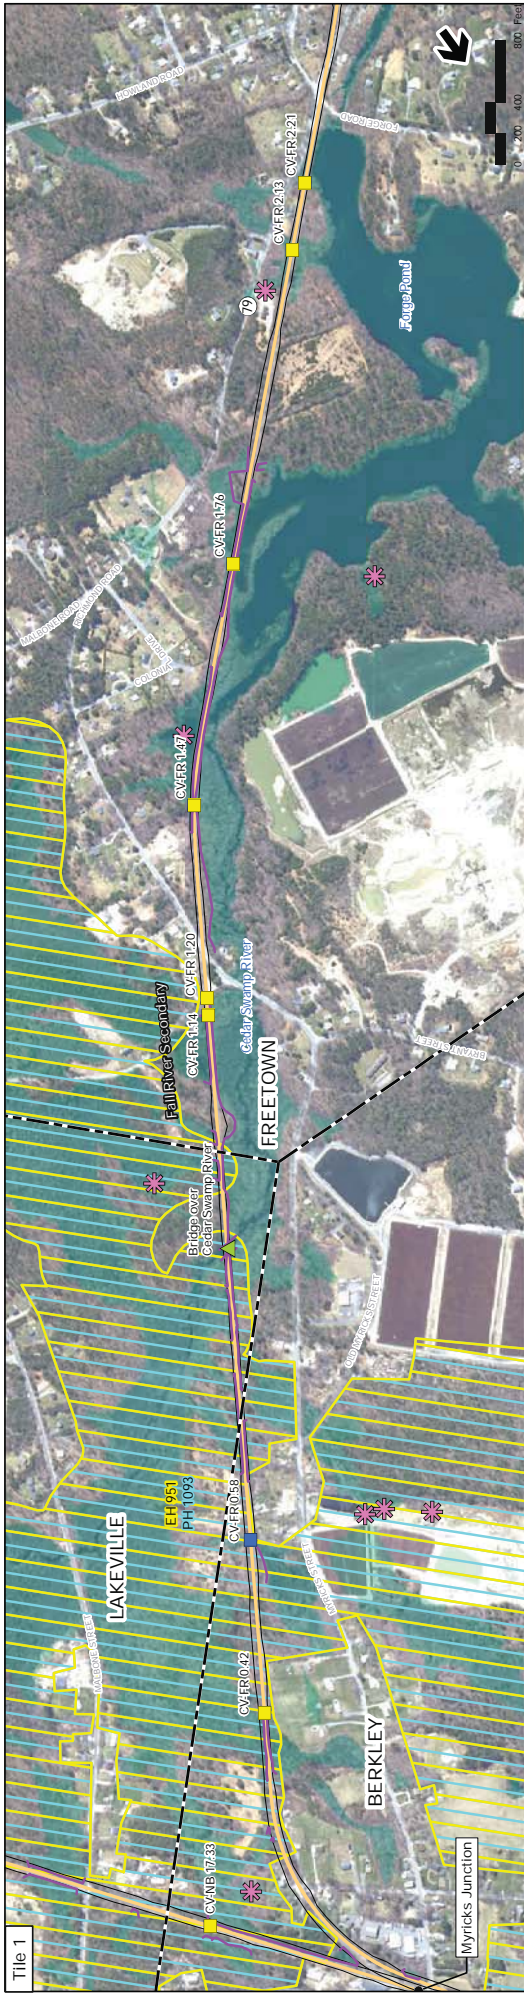 Tile 1
Myricks Junction
CV-NB 17.33
BERKLEY
CV-FR 0.42
MALBONE STREET
LAKEVILLE
EH 951
PH 1093
CV-FR 0.58
MYRICKS STREET
OLD MYRICKS STREET
Bridge over
Cedar Swamp River
FREETOWN
Fall River Secondary
CV-FR 1.14
CV-FR 1.20
Cedar Swamp River
BRYANT STREET
CV-FR 1.47
COLONIAL
DRIVE
MALBONE ROAD
RICHMOND ROAD
CV-FR 1.76
79
CV-FR 2.13
CV-FR 2.21
Forge Pond
HOWLAND ROAD
FORGE ROAD
0 200 400 800 Feet